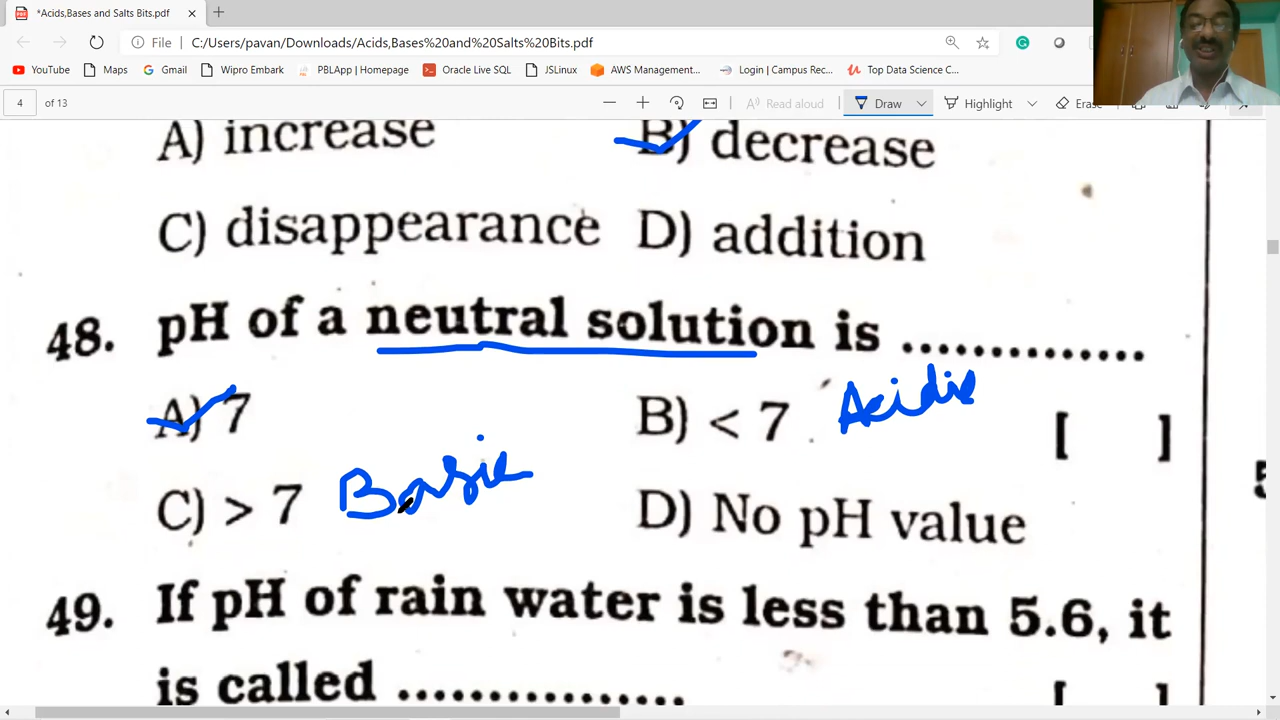 *Acids,Bases and Salts Bits.pdf
File C:/Users/pavan/Downloads/Acids,Bases%20and%20Salts%20Bits.pdf
YouTube Maps Gmail Wipro Embark PBLApp | Homepage Oracle Live SQL JSLinux AWS Management... Login | Campus Rec... Top Data Science C...
4 of 13 Read aloud Draw Highlight
A) increase B) decrease
C) disappearance D) addition
48. pH of a neutral solution is ..............
A) 7 B) < 7 Acidic [ ]
C) > 7 Basic D) No pH value
49. If pH of rain water is less than 5.6, it
is called ................ [ ]